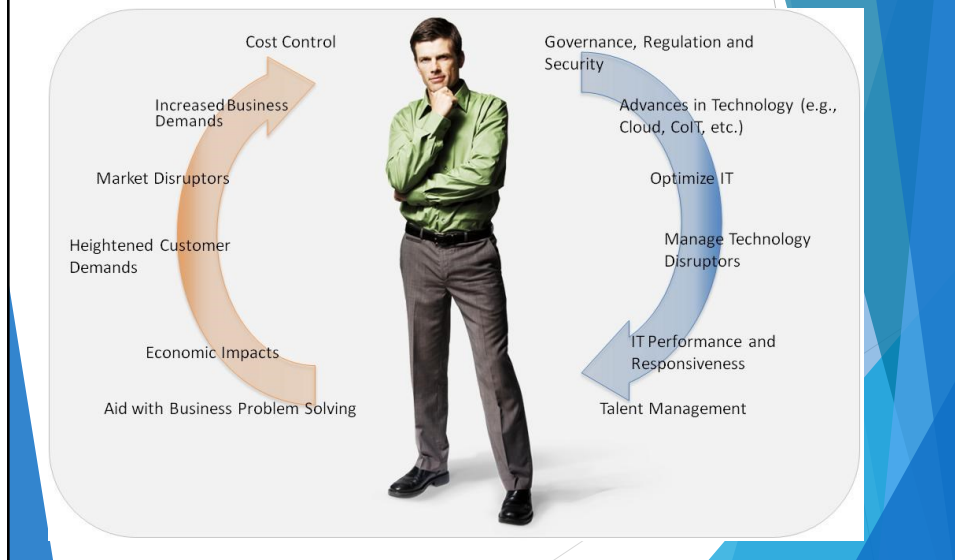 Cost Control
Increased Business
Demands
Market Disruptors
Heightened Customer
Demands
Economic Impacts
Aid with Business Problem Solving
Governance, Regulation and
Security
Advances in Technology (e.g.,
Cloud, CoIT, etc.)
Optimize IT
Manage Technology
Disruptors
IT Performance and
Responsiveness
Talent Management